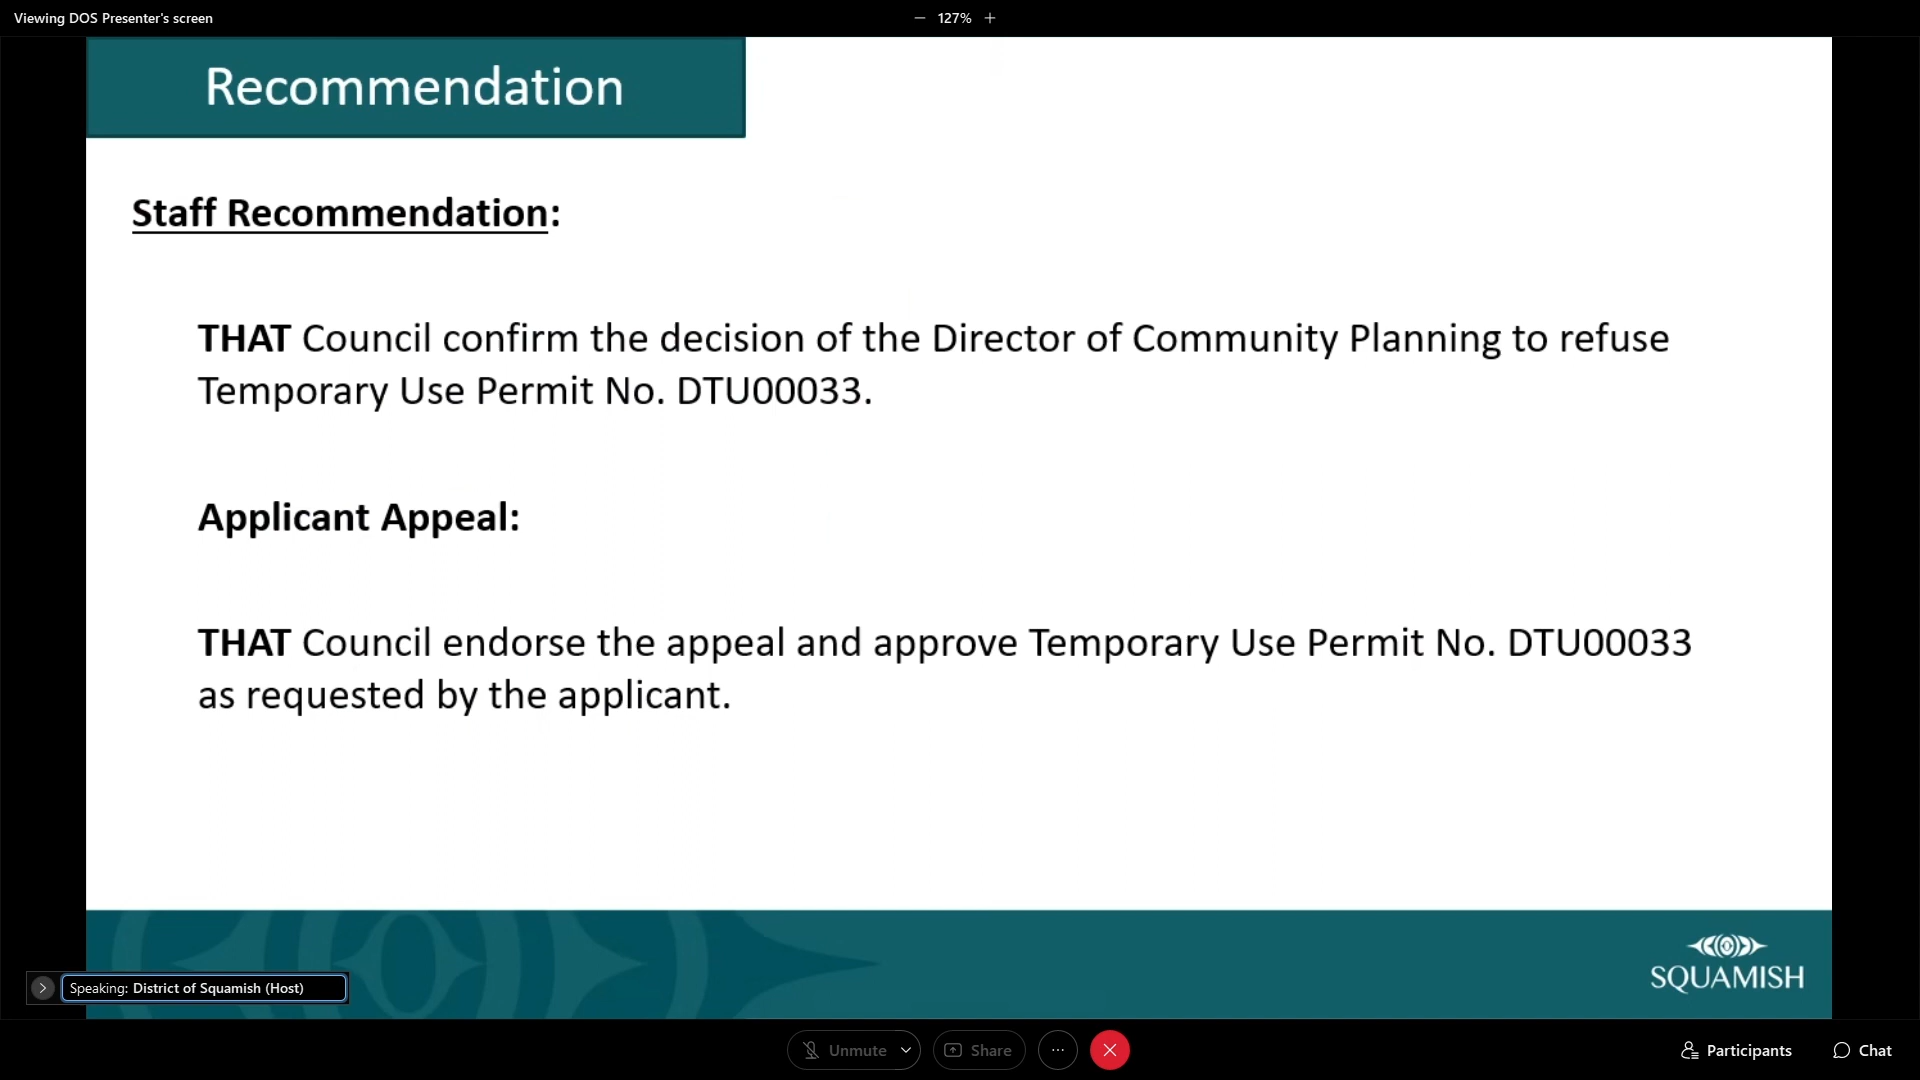 Viewing DOS Presenter's screen
127%
Recommendation
Staff Recommendation:
THAT Council confirm the decision of the Director of Community Planning to refuse
Temporary Use Permit No. DTU00033.
Applicant Appeal:
THAT Council endorse the appeal and approve Temporary Use Permit No. DTU00033
as requested by the applicant.
SQUAMISH
Speaking: District of Squamish (Host)
Unmute
Share
Participants
Chat